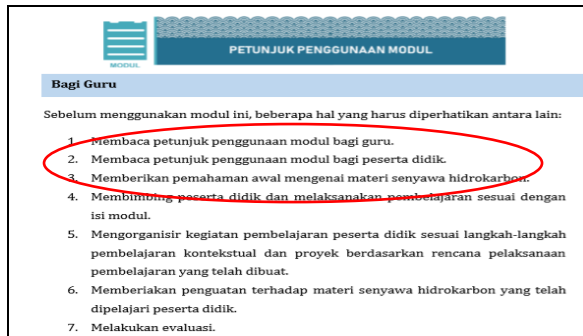 PETUNJUK PENGGUNAAN MODUL
MODUL
Bagi Guru
Sebelum menggunakan modul ini, beberapa hal yang harus diperhatikan antara lain:
1. Membaca petunjuk penggunaan modul bagi guru.
2. Membaca petunjuk penggunaan modul bagi peserta didik.
3. Memberikan pemahaman awal mengenai materi senyawa hidrokarbon.
4. Membimbing peserta didik dan melaksanakan pembelajaran sesuai dengan
isi modul.
5. Mengorganisir kegiatan pembelajaran peserta didik sesuai langkah-langkah
pembelajaran kontekstual dan proyek berdasarkan rencana pelaksanaan
pembelajaran yang telah dibuat.
6. Memberiakan penguatan terhadap materi senyawa hidrokarbon yang telah
dipelajari peserta didik.
7. Melakukan evaluasi.